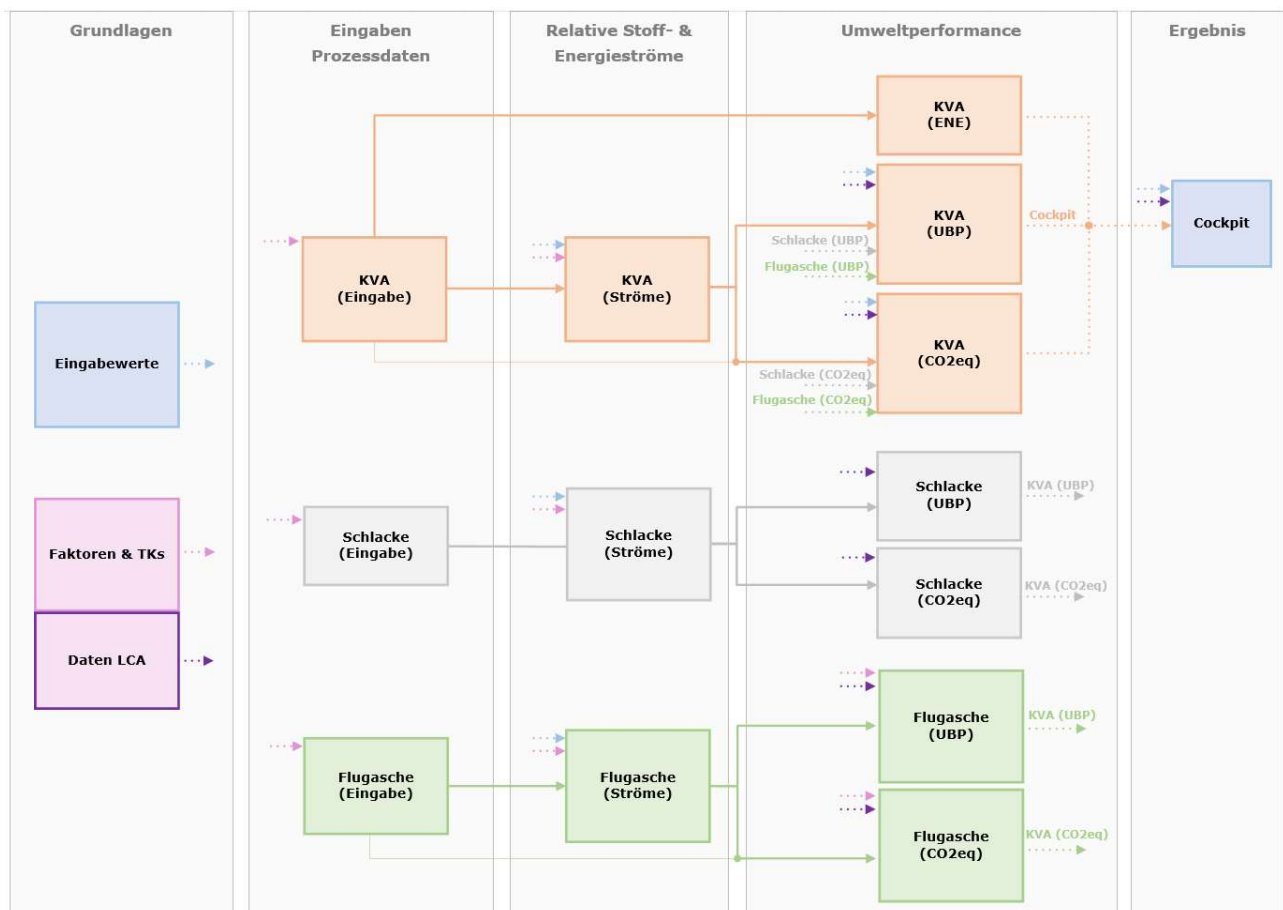 Grundlagen
Eingaben
Prozessdaten
Relative Stoff- &
Energieströme
Umweltperformance
Ergebnis
KVA
(ENE)
KVA
(UBP)
Cockpit
Cockpit
Schlacke (UBP)
Flugasche (UBP)
KVA
(Eingabe)
KVA
(Ströme)
KVA
(CO2eq)
Schlacke (CO2eq)
Flugasche (CO2eq)
Eingabewerte
Schlacke
(UBP)
KVA (UBP)
Faktoren & TKs
Schlacke
(Eingabe)
Schlacke
(Ströme)
Schlacke
(CO2eq)
KVA (CO2eq)
Daten LCA
Flugasche
(UBP)
KVA (UBP)
Flugasche
(Eingabe)
Flugasche
(Ströme)
Flugasche
(CO2eq)
KVA (CO2eq)